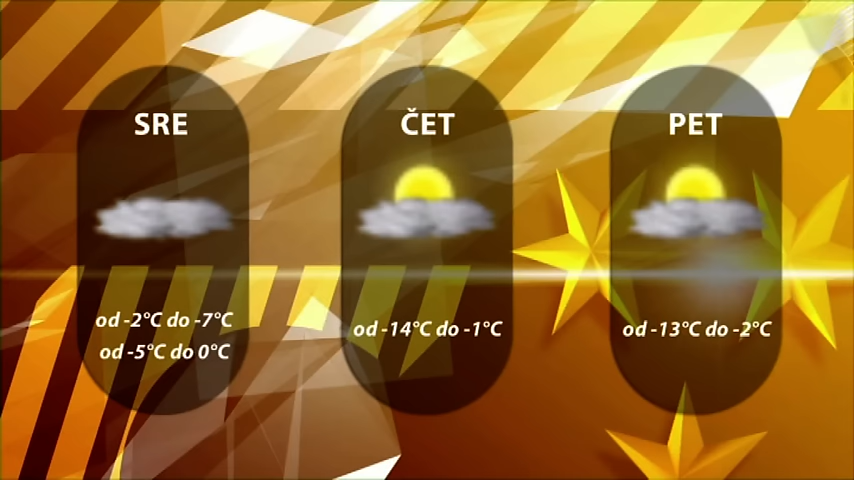 SRE
od -2°C do -7°C
od -5°C do 0°C
ČET
od -14°C do -1°C
PET
od -13°C do -2°C